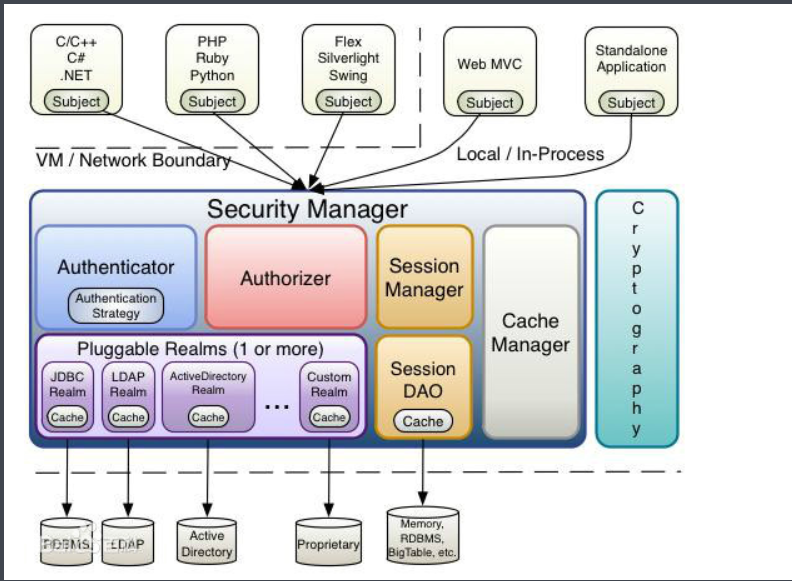 C/C++
C#
.NET
Subject
PHP
Ruby
Python
Subject
Flex
Silverlight
Swing
Subject
Web MVC
Subject
Standalone
Application
Subject
VM / Network Boundary
Local / In-Process
Security Manager
Authenticator
Authentication
Strategy
Authorizer
Session
Manager
Cache
Manager
Cryptography
Pluggable Realms (1 or more)
JDBC
Realm
Cache
LDAP
Realm
Cache
ActiveDirectory
Realm
Cache
...
Custom
Realm
Cache
Session
DAO
Cache
RDBMS
LDAP
Active
Directory
Proprietary
Memory,
RDBMS,
BigTable, etc.